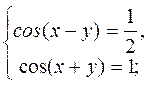 cos(x − y) = 1/2,
cos(x + y) = 1;